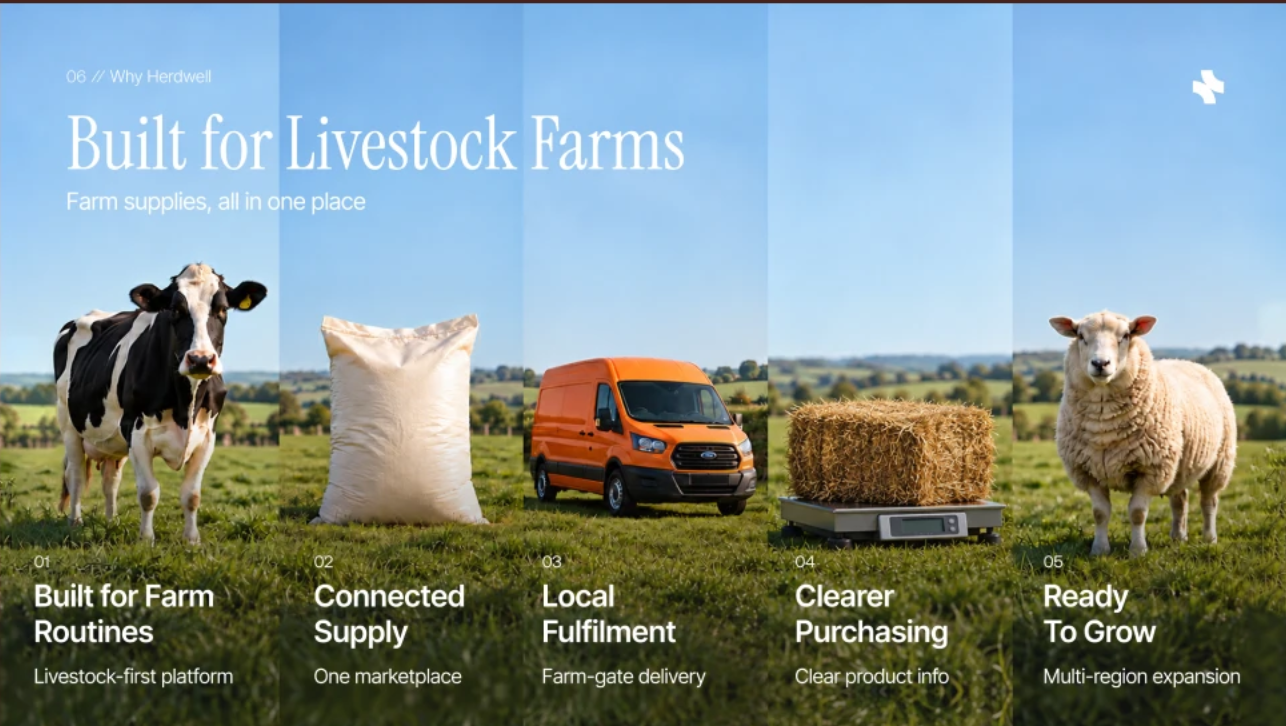 06 // Why Herdwell
Built for Livestock Farms
Farm supplies, all in one place
01
Built for Farm
Routines
Livestock-first platform
02
Connected
Supply
One marketplace
03
Local
Fulfilment
Farm-gate delivery
04
Clearer
Purchasing
Clear product info
05
Ready
To Grow
Multi-region expansion